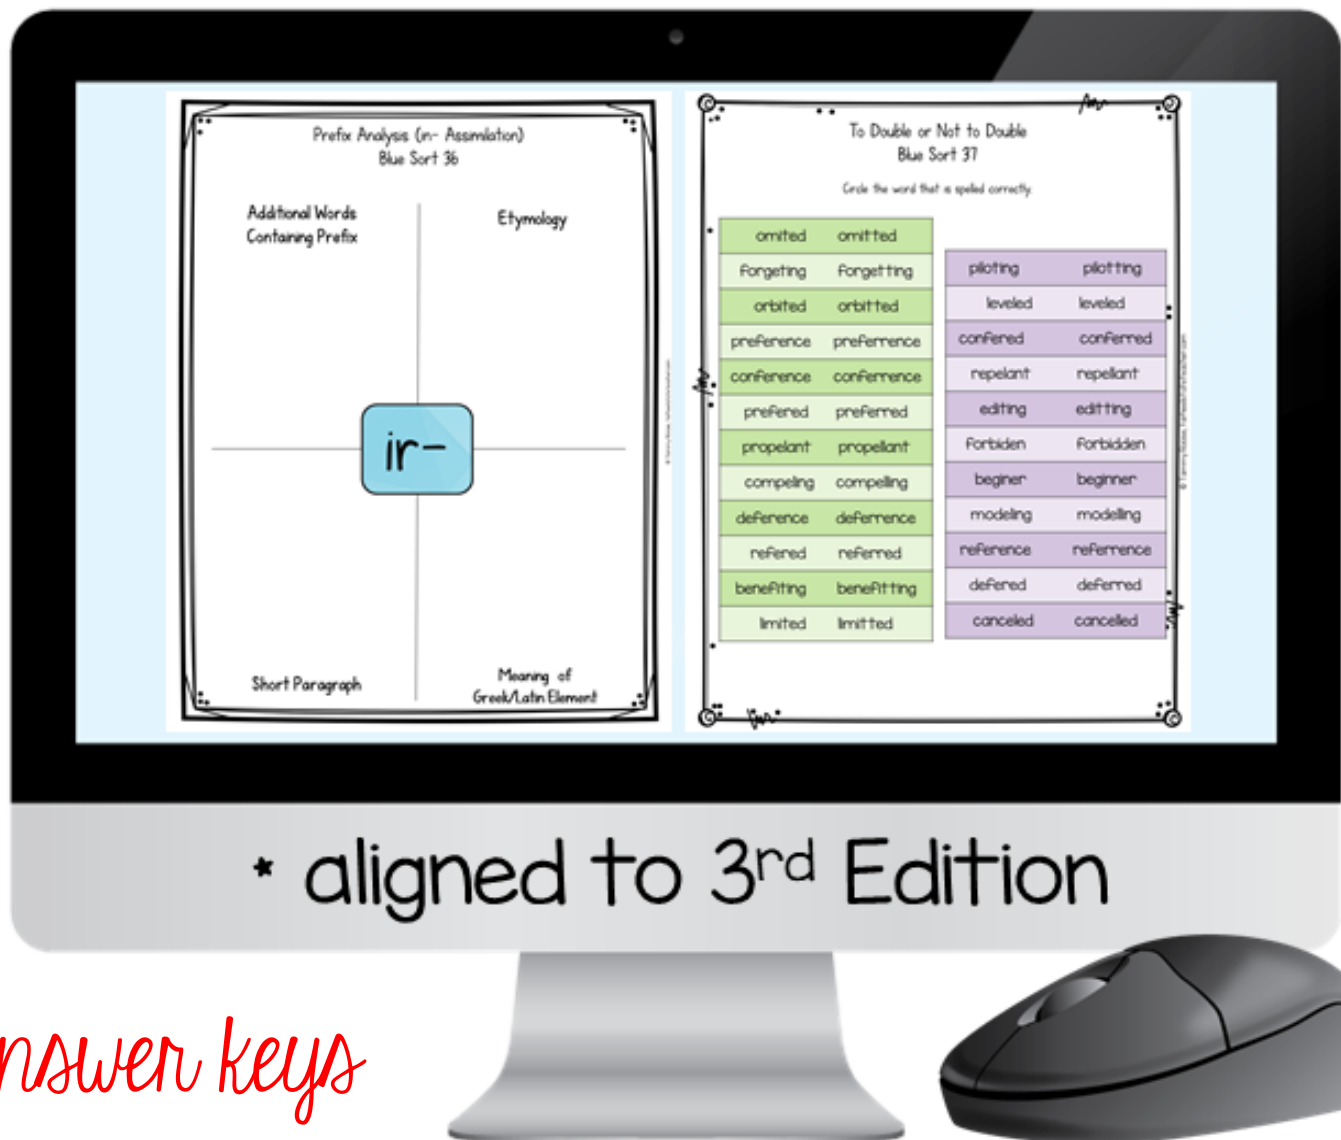 Prefix Analysis (in- Assimilation)
Blue Sort 36
Additional Words
Containing Prefix
Etymology
ir-
Short Paragraph
Meaning of
Greek/Latin Element
To Double or Not to Double
Blue Sort 37
Circle the word that is spelled correctly.
omited omitted
forgeting forgetting
orbited orbitted
preference preferrence
conference conferrence
prefered preferred
propelant propellant
compeling compelling
deference deferrence
refered referred
benefiting benefitting
limited limitted
piloting pilotting
leveled leveled
confered conferred
repelant repellant
editing editting
forbiden forbidden
beginer beginner
modeling modelling
reference referrence
defered deferred
canceled cancelled
* aligned to 3rd Edition
nswer keys